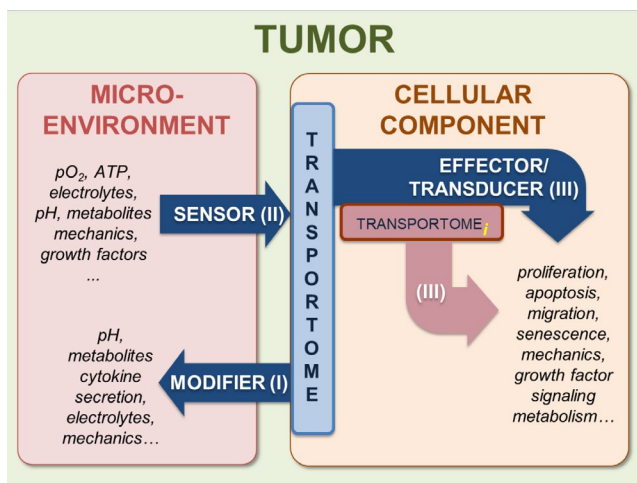 TUMOR
MICRO-
ENVIRONMENT
pO2, ATP,
electrolytes,
pH, metabolites
mechanics,
growth factors
...
SENSOR (II)
pH,
metabolites
cytokine
secretion,
electrolytes,
mechanics...
MODIFIER (I)
TRANSPORTOME
CELLULAR
COMPONENT
EFFECTOR/
TRANSDUCER (III)
TRANSPORTOMEi
(III)
proliferation,
apoptosis,
migration,
senescence,
mechanics,
growth factor
signaling
metabolism...